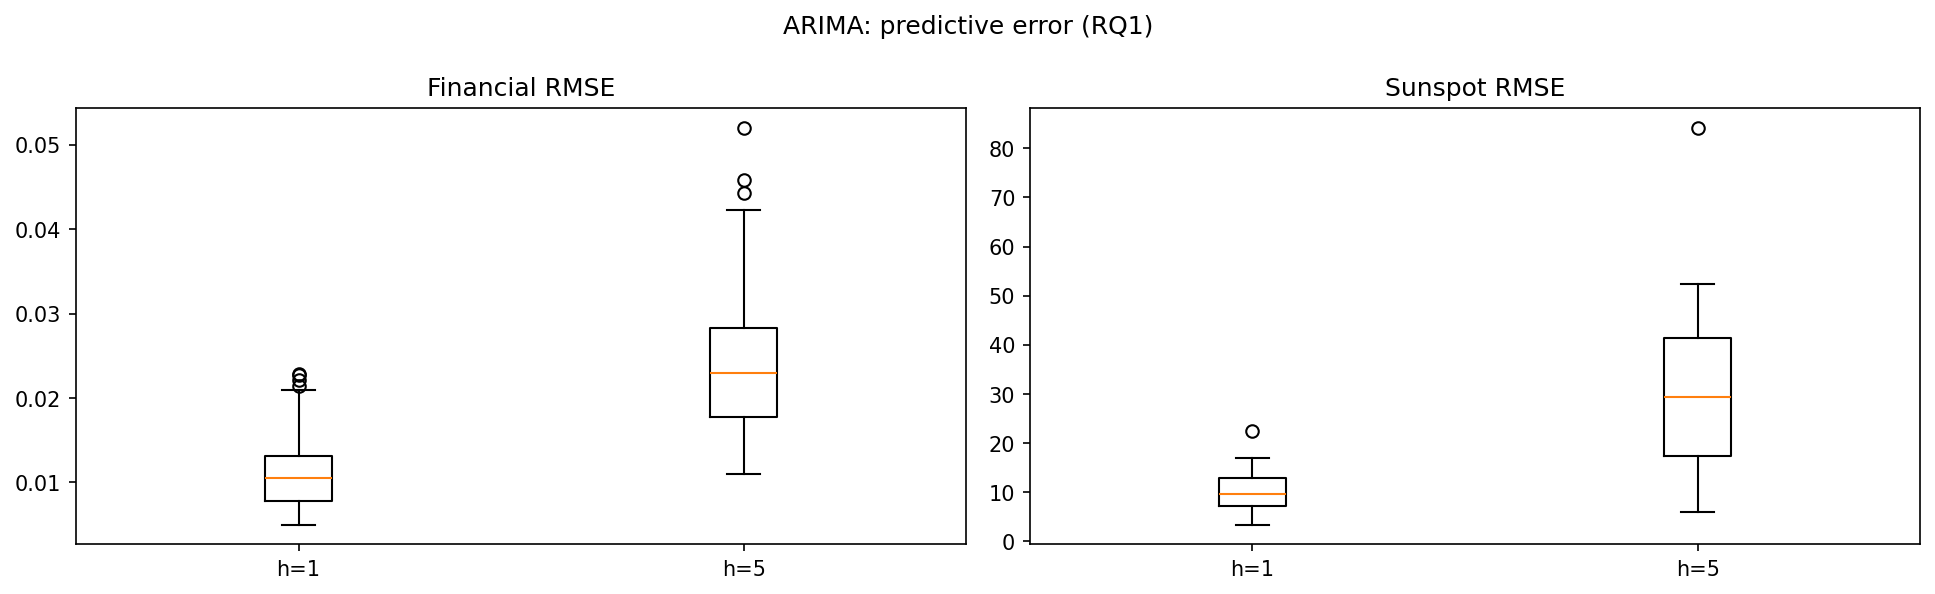 ARIMA: predictive error (RQ1)
Financial RMSE
0.05
0.04
0.03
0.02
0.01
h=1
h=5
Sunspot RMSE
80
70
60
50
40
30
20
10
0
h=1
h=5